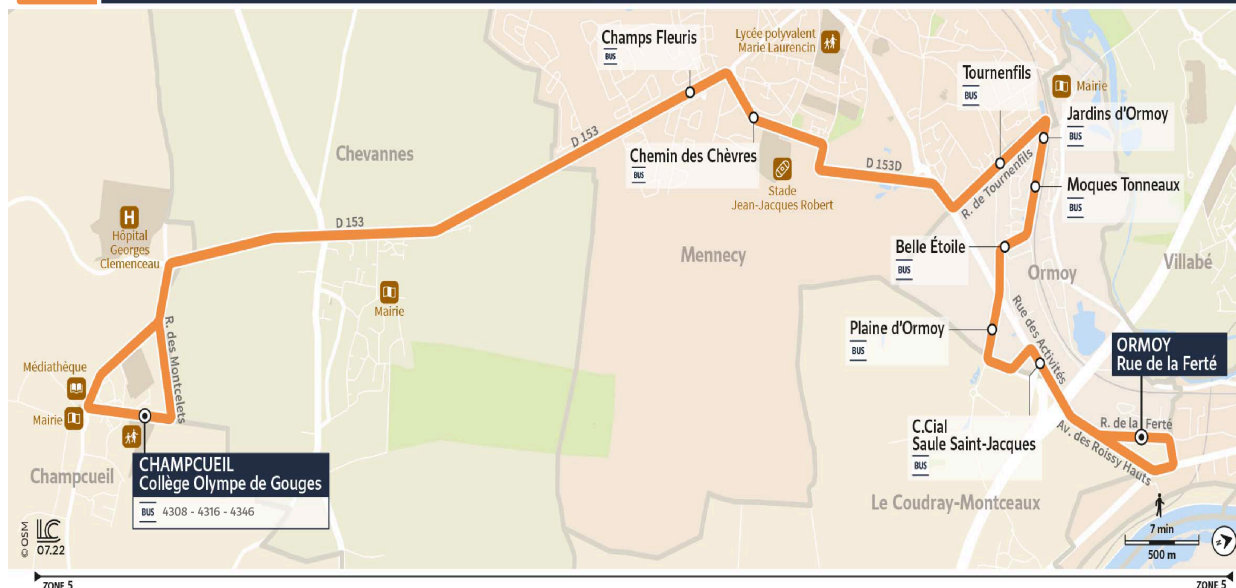 Champs Fleuris
BUS
Lycée polyvalent
Marie Laurencin
Tournenfils
BUS
Mairie
Jardins d'Ormoy
BUS
D 153
Chevannes
Chemin des Chèvres
BUS
D 153D
Stade
Jean-Jacques Robert
R. de Tournenfils
Moques Tonneaux
BUS
H
Hôpital
Georges
Clemenceau
D 153
Mennecy
Belle Étoile
BUS
Ormoy
Villabé
Mairie
R. des Montcelets
Plaine d'Ormoy
BUS
Rue des Activités
ORMOY
Rue de la Ferté
Médiathèque
Mairie
C.Cial
Saule Saint-Jacques
BUS
R. de la Ferté
Av. des Roissy Hauts
Champcueil
CHAMPCUEIL
Collège Olympe de Gouges
BUS 4308 - 4316 - 4346
Le Coudray-Montceaux
© OSM
LC
07.22
7 min
500 m
ZONE 5
ZONE 5